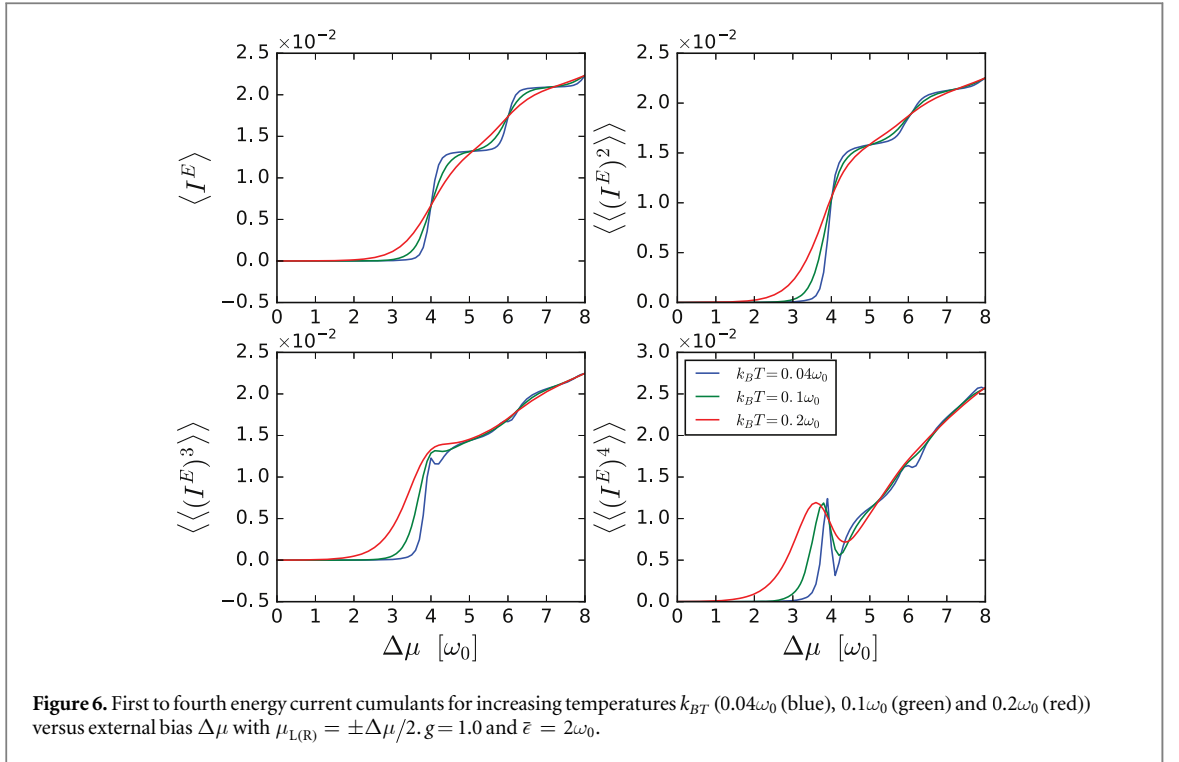 ×10⁻²
2.5
2.0
1.5
1.0
0.5
0.0
−0.5
0 1 2 3 4 5 6 7 8
⟨I^E⟩
×10⁻²
2.5
2.0
1.5
1.0
0.5
0.0
0 1 2 3 4 5 6 7 8
⟨⟨(I^E)²⟩⟩
×10⁻²
2.5
2.0
1.5
1.0
0.5
0.0
−0.5
0 1 2 3 4 5 6 7 8
⟨⟨(I^E)³⟩⟩
Δμ [ω₀]
×10⁻²
3.0
2.5
2.0
1.5
1.0
0.5
0.0
0 1 2 3 4 5 6 7 8
⟨⟨(I^E)⁴⟩⟩
Δμ [ω₀]
k_BT=0.04ω₀
k_BT=0.1ω₀
k_BT=0.2ω₀
Figure 6. First to fourth energy current cumulants for increasing temperatures k_BT (0.04ω₀ (blue), 0.1ω₀ (green) and 0.2ω₀ (red))
versus external bias Δμ with μ_L(R) = ±Δμ/2. g = 1.0 and ε̄ = 2ω₀.